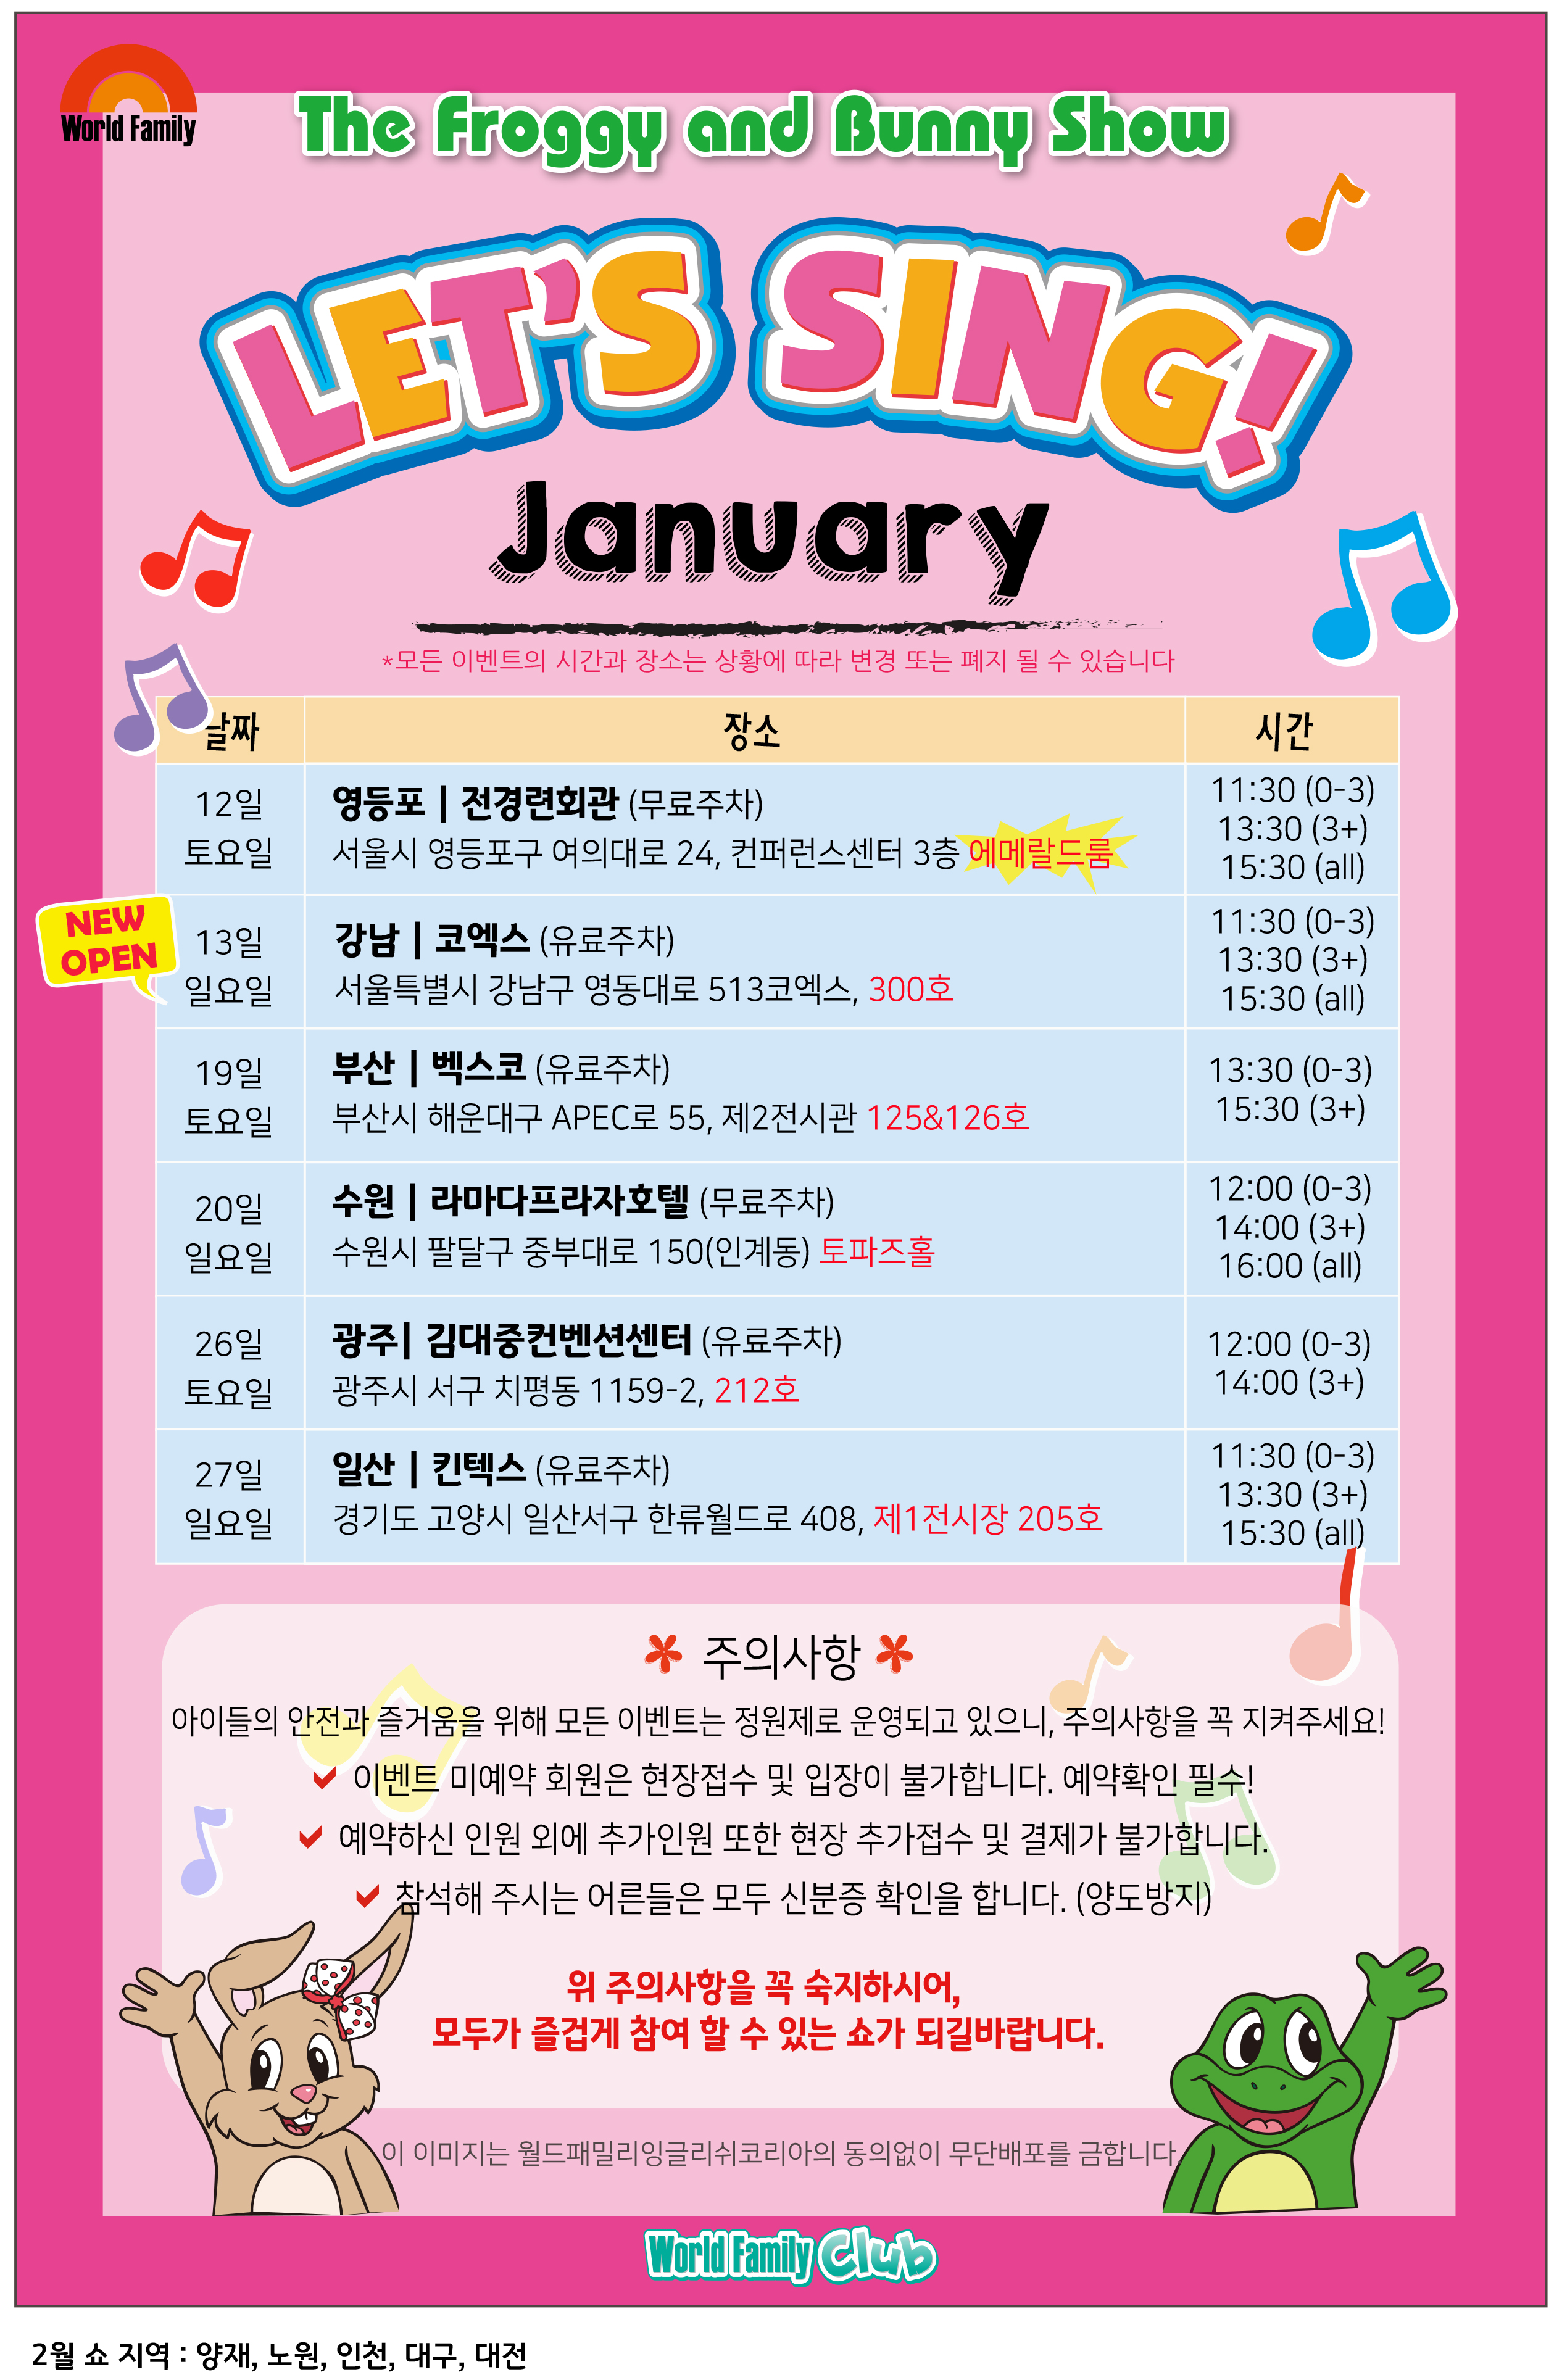 World Family
The Froggy and Bunny Show
LET'S SING!
January
*모든 이벤트의 시간과 장소는 상황에 따라 변경 또는 폐지 될 수 있습니다
날짜 장소 시간
12일
토요일
영등포 | 전경련회관 (무료주차)
서울시 영등포구 여의대로 24, 컨퍼런스센터 3층 에메랄드룸
11:30 (0-3)
13:30 (3+)
15:30 (all)
NEW
OPEN
13일
일요일
강남 | 코엑스 (유료주차)
서울특별시 강남구 영동대로 513코엑스, 300호
11:30 (0-3)
13:30 (3+)
15:30 (all)
19일
토요일
부산 | 벡스코 (유료주차)
부산시 해운대구 APEC로 55, 제2전시관 125&126호
13:30 (0-3)
15:30 (3+)
20일
일요일
수원 | 라마다프라자호텔 (무료주차)
수원시 팔달구 중부대로 150(인계동) 토파즈홀
12:00 (0-3)
14:00 (3+)
16:00 (all)
26일
토요일
광주| 김대중컨벤션센터 (유료주차)
광주시 서구 치평동 1159-2, 212호
12:00 (0-3)
14:00 (3+)
27일
일요일
일산 | 킨텍스 (유료주차)
경기도 고양시 일산서구 한류월드로 408, 제1전시장 205호
11:30 (0-3)
13:30 (3+)
15:30 (all)
주의사항
아이들의 안전과 즐거움을 위해 모든 이벤트는 정원제로 운영되고 있으니, 주의사항을 꼭 지켜주세요!
이벤트 미예약 회원은 현장접수 및 입장이 불가합니다. 예약확인 필수!
예약하신 인원 외에 추가인원 또한 현장 추가접수 및 결제가 불가합니다.
참석해 주시는 어른들은 모두 신분증 확인을 합니다. (양도방지)
위 주의사항을 꼭 숙지하시어,
모두가 즐겁게 참여 할 수 있는 쇼가 되길바랍니다.
이 이미지는 월드패밀리잉글리쉬코리아의 동의없이 무단배포를 금합니다.
World Family Club
2월 쇼 지역 : 양재, 노원, 인천, 대구, 대전